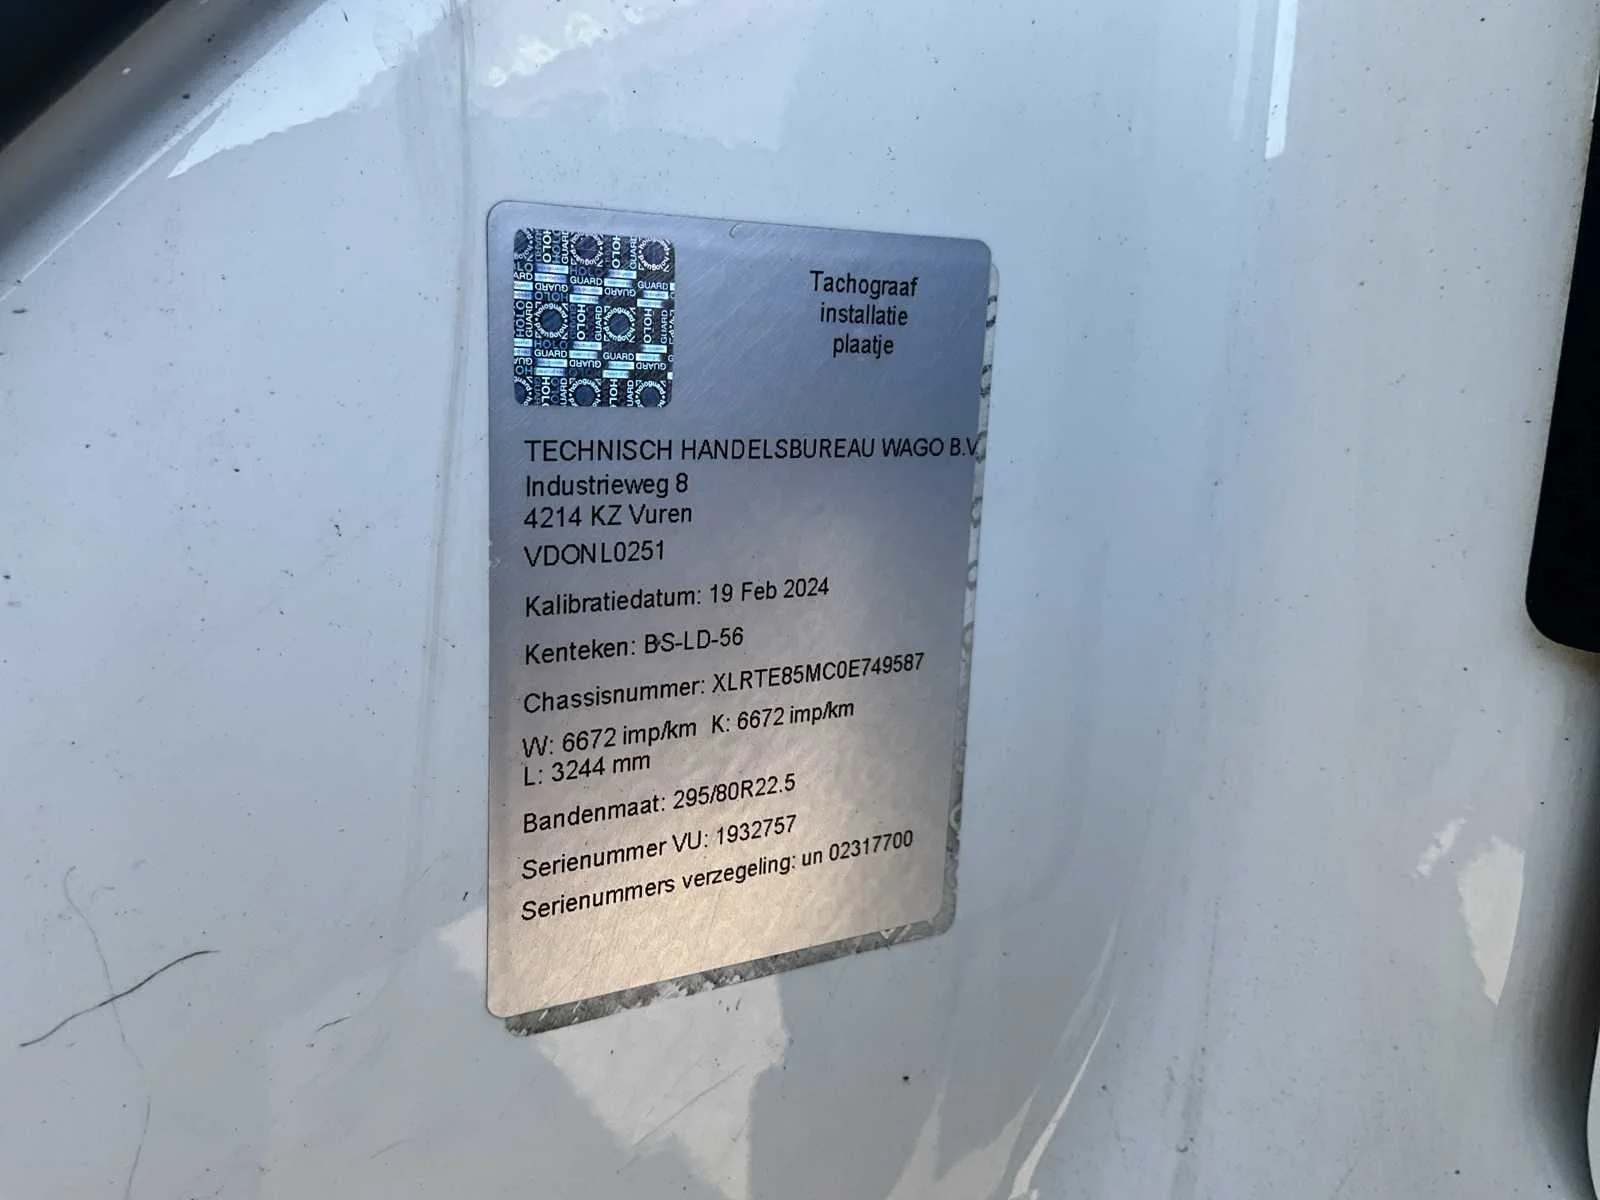 HOLO GUARD
Tachograaf
installatie
plaatje
TECHNISCH HANDELSBUREAU WAGO B.V.
Industrieweg 8
4214 KZ Vuren
VDONL0251
Kalibratiedatum: 19 Feb 2024
Kenteken: BS-LD-56
Chassisnummer: XLRTE85MC0E749587
W: 6672 imp/km K: 6672 imp/km
L: 3244 mm
Bandenmaat: 295/80R22.5
Serienummer VU: 1932757
Serienummers verzegeling: un 02317700